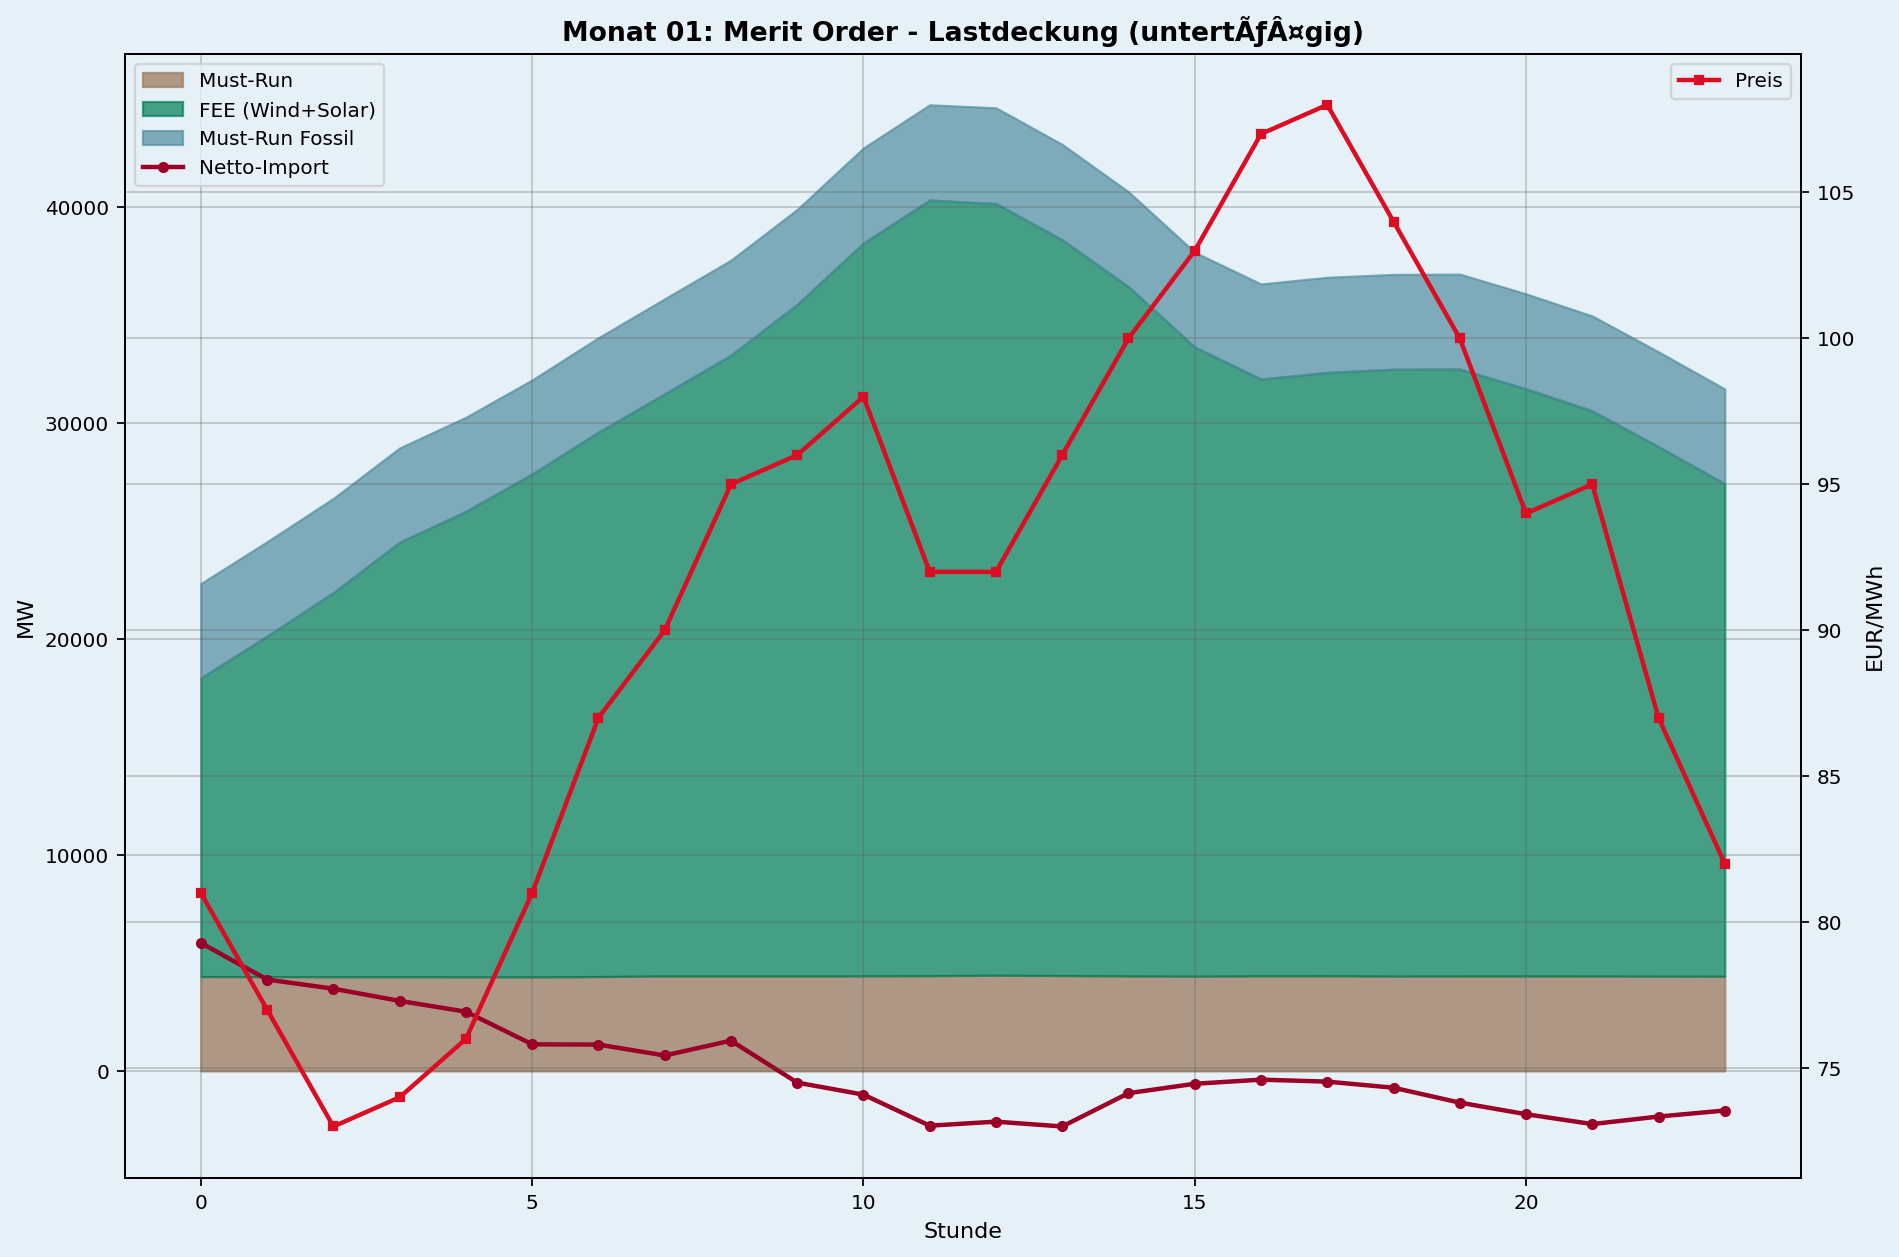 Monat 01: Merit Order - Lastdeckung (untertÃƒÂ¤gig)
Must-Run
FEE (Wind+Solar)
Must-Run Fossil
Netto-Import
Preis
40000
30000
20000
10000
0
MW
105
100
95
90
85
80
75
EUR/MWh
0 5 10 15 20
Stunde